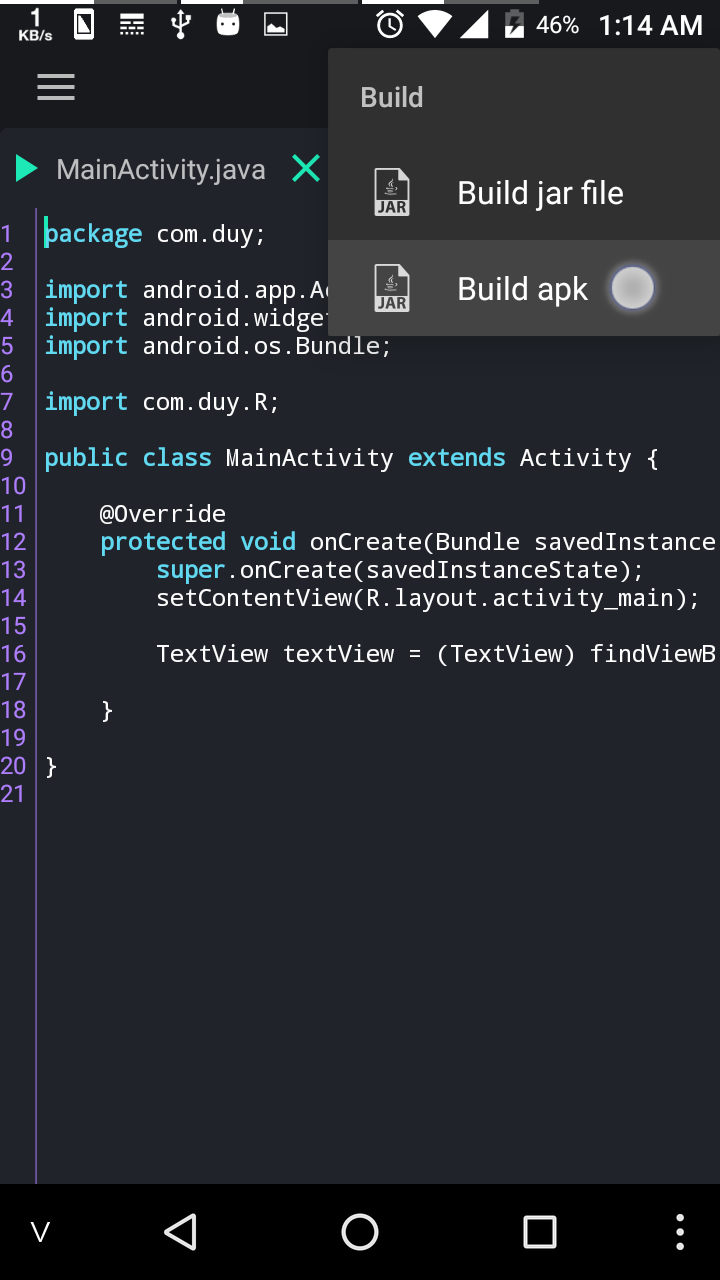 1
KB/s
46%
1:14 AM
Build
MainActivity.java
JAR
Build jar file
JAR
Build apk
1 package com.duy;
2
3 import android.app.A
4 import android.widge
5 import android.os.Bundle;
6
7 import com.duy.R;
8
9 public class MainActivity extends Activity {
10
11 @Override
12 protected void onCreate(Bundle savedInstance
13 super.onCreate(savedInstanceState);
14 setContentView(R.layout.activity_main);
15
16 TextView textView = (TextView) findViewB
17
18 }
19
20 }
21